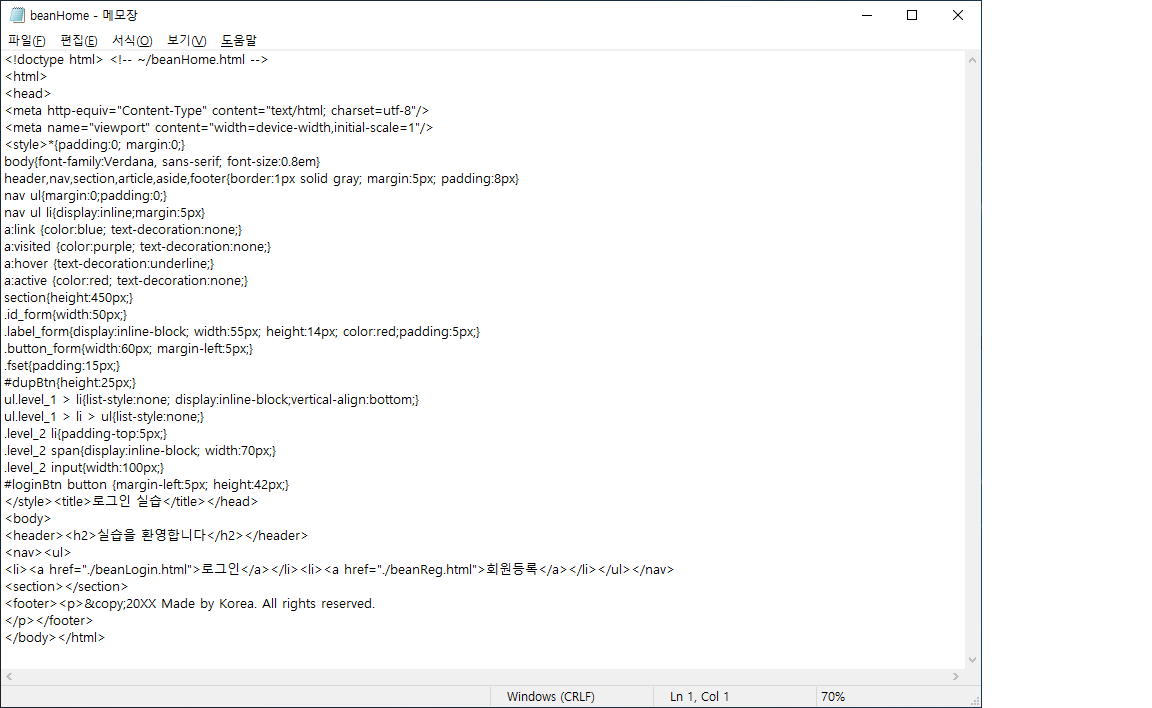 beanHome - 메모장
파일(F) 편집(E) 서식(O) 보기(V) 도움말
<!doctype html> <!-- ~/beanHome.html -->
<html>
<head>
<meta http-equiv="Content-Type" content="text/html; charset=utf-8"/>
<meta name="viewport" content="width=device-width,initial-scale=1"/>
<style>*{padding:0; margin:0;}
body{font-family:Verdana, sans-serif; font-size:0.8em}
header,nav,section,article,aside,footer{border:1px solid gray; margin:5px; padding:8px}
nav ul{margin:0;padding:0;}
nav ul li{display:inline;margin:5px}
a:link {color:blue; text-decoration:none;}
a:visited {color:purple; text-decoration:none;}
a:hover {text-decoration:underline;}
a:active {color:red; text-decoration:none;}
section{height:450px;}
.id_form{width:50px;}
.label_form{display:inline-block; width:55px; height:14px; color:red;padding:5px;}
.button_form{width:60px; margin-left:5px;}
.fset{padding:15px;}
#dupBtn{height:25px;}
ul.level_1 > li{list-style:none; display:inline-block;vertical-align:bottom;}
ul.level_1 > li > ul{list-style:none;}
.level_2 li{padding-top:5px;}
.level_2 span{display:inline-block; width:70px;}
.level_2 input{width:100px;}
#loginBtn button {margin-left:5px; height:42px;}
</style><title>로그인 실습</title></head>
<body>
<header><h2>실습을 환영합니다</h2></header>
<nav><ul>
<li><a href="./beanLogin.html">로그인</a></li><li><a href="./beanReg.html">회원등록</a></li></ul></nav>
<section></section>
<footer><p>&copy;20XX Made by Korea. All rights reserved.
</p></footer>
</body></html>
Windows (CRLF) Ln 1, Col 1 70%